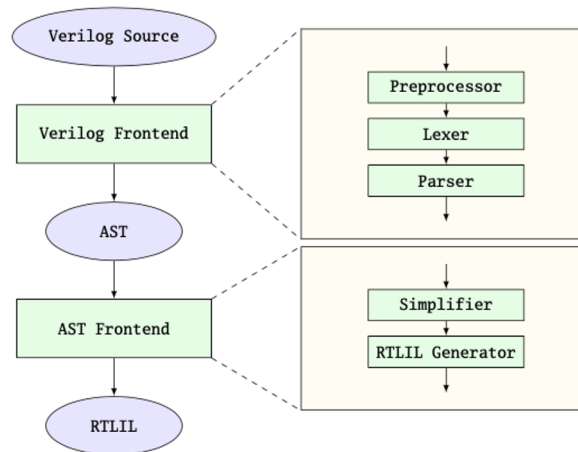 Verilog Source
Verilog Frontend
AST
AST Frontend
RTLIL
Preprocessor
Lexer
Parser
Simplifier
RTLIL Generator